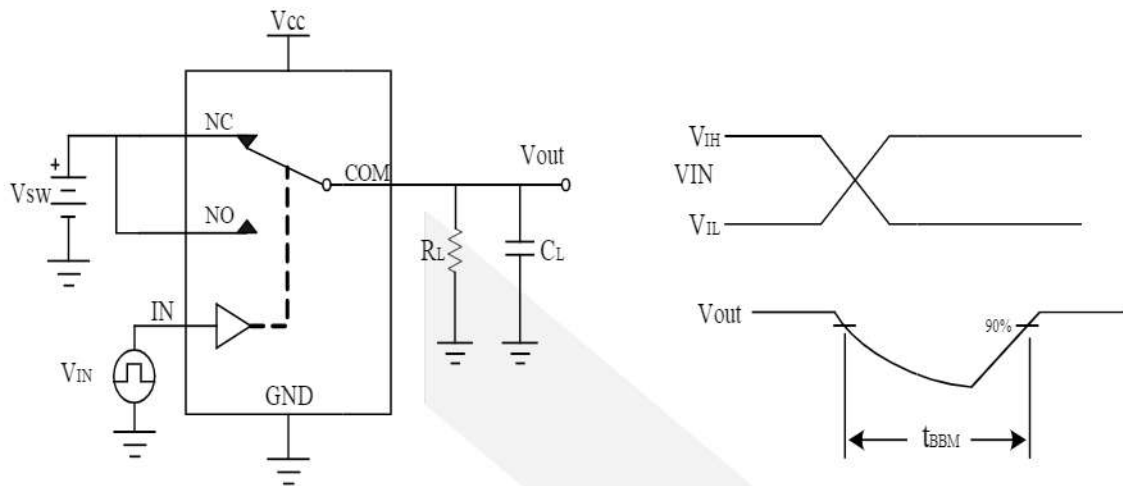 Vcc
NC
Vsw
NO
COM
Vout
RL
CL
IN
VIN
GND
VIH
VIN
VIL
Vout
90%
tBBM